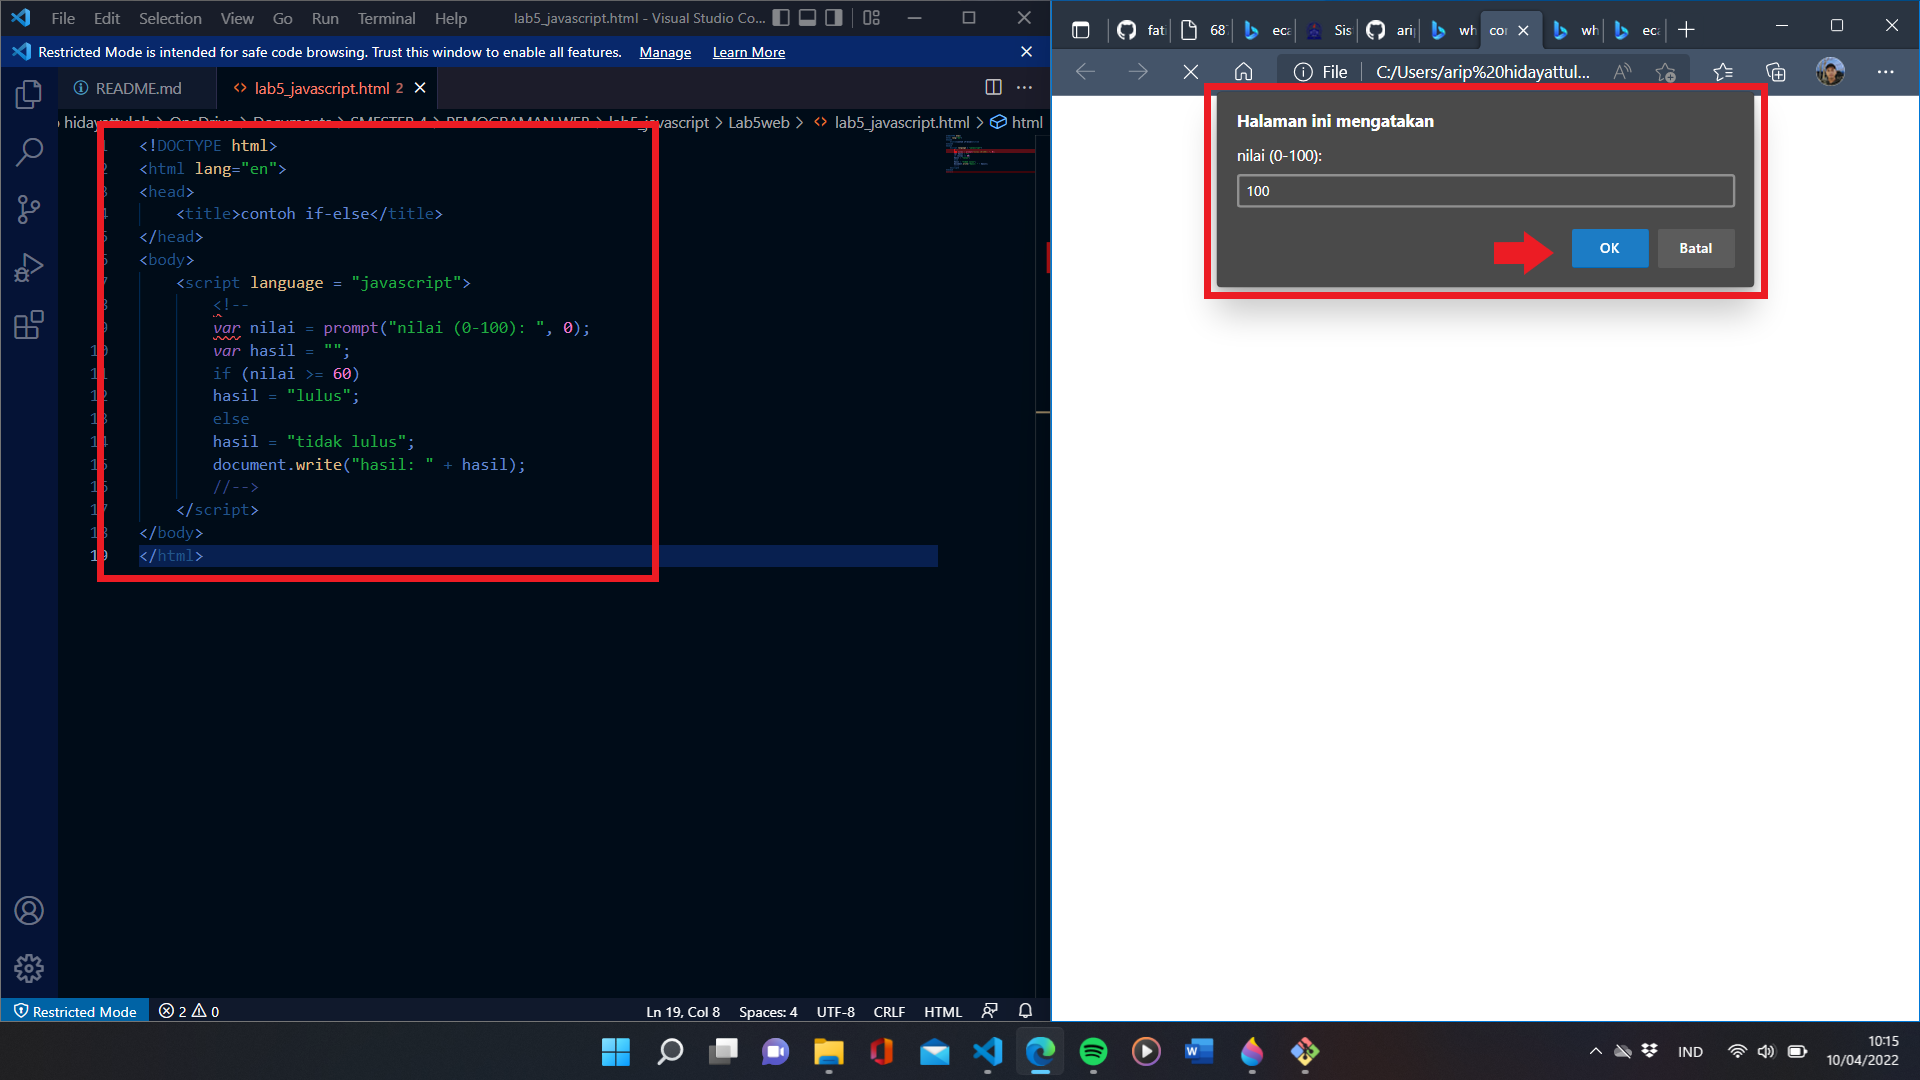 File Edit Selection View Go Run Terminal Help lab5_javascript.html - Visual Studio Co...
Restricted Mode is intended for safe code browsing. Trust this window to enable all features. Manage Learn More
README.md lab5_javascript.html 2
hidayattulah > OneDrive > Documents > SMESTER 4 > PEMOGRAMAN WEB > lab5_javascript > Lab5web > lab5_javascript.html > html
1 <!DOCTYPE html>
2 <html lang="en">
3 <head>
4 <title>contoh if-else</title>
5 </head>
6 <body>
7 <script language = "javascript">
8 <!--
9 var nilai = prompt("nilai (0-100): ", 0);
10 var hasil = "";
11 if (nilai >= 60)
12 hasil = "lulus";
13 else
14 hasil = "tidak lulus";
15 document.write("hasil: " + hasil);
16 //-->
17 </script>
18 </body>
19 </html>
Restricted Mode 2 0 Ln 19, Col 8 Spaces: 4 UTF-8 CRLF HTML
fat 68 eca Sis ari wh cor wh eca
File C:/Users/arip%20hidayattul...
Halaman ini mengatakan
nilai (0-100):
100
OK Batal
IND 10:15
10/04/2022